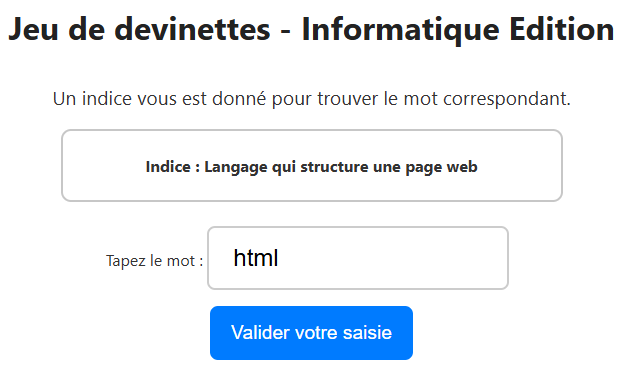 Jeu de devinettes - Informatique Edition
Un indice vous est donné pour trouver le mot correspondant.
Indice : Langage qui structure une page web
Tapez le mot : html
Valider votre saisie